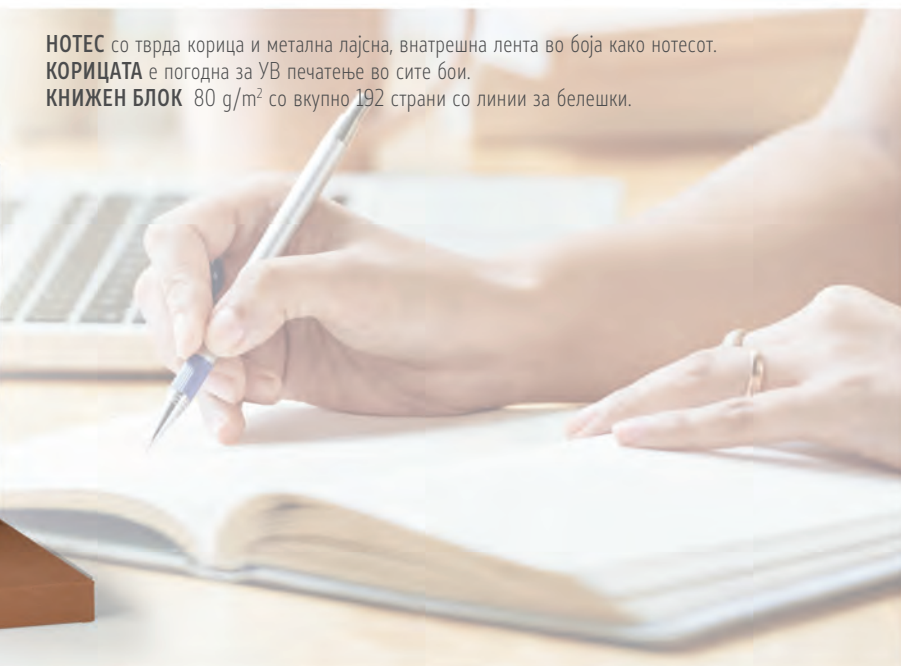 НОТЕС со тврда корица и метална лајсна, внатрешна лента во боја како нотесот.
КОРИЦАТА е погодна за УВ печатење во сите бои.
КНИЖЕН БЛОК 80 g/m² со вкупно 192 страни со линии за белешки.